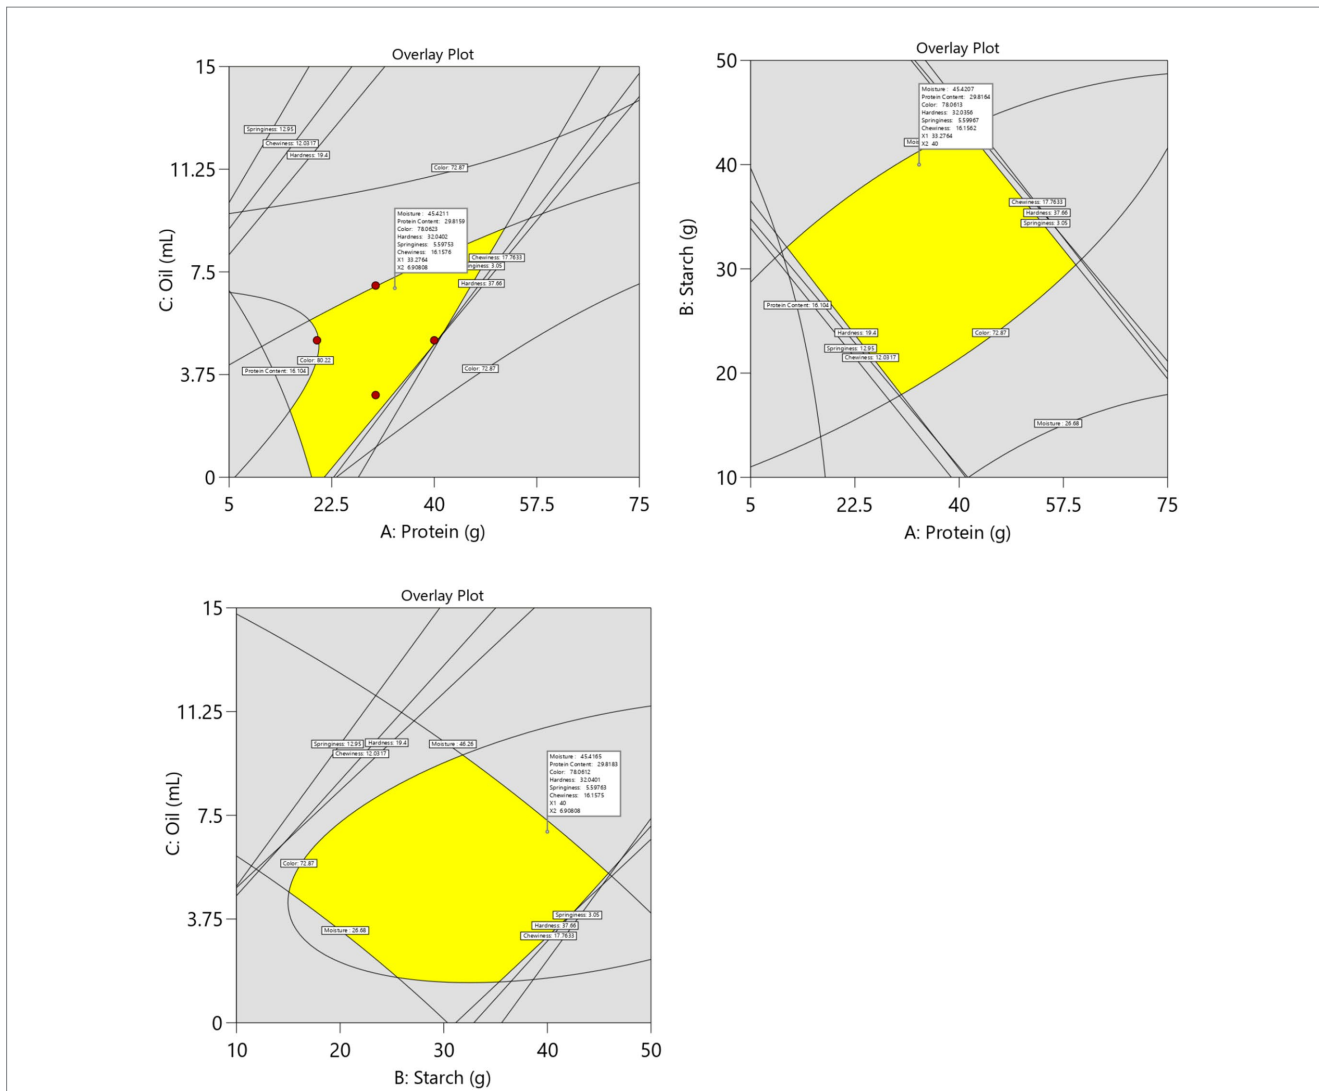 Overlay Plot
15
11.25
7.5
3.75
0
C: Oil (mL)
Springiness: 12.95
Chewiness: 12.0317
Hardness: 19.4
Color: 72.87
Moisture : 45.4211
Protein Content: 29.8159
Color: 78.0623
Hardness: 32.0402
Springiness: 5.59753
Chewiness: 16.1576
X1 33.2764
X2 6.90808
Chewiness: 17.7633
nginess: 3.05
Hardness: 37.66
Color: 80.22
Protein Content: 16.104
Color: 72.87
5 22.5 40 57.5 75
A: Protein (g)
Overlay Plot
50
40
30
20
10
B: Starch (g)
Moisture : 45.4207
Protein Content: 29.8164
Color: 78.0613
Hardness: 32.0356
Springiness: 5.59967
Chewiness: 16.1562
X1 33.2764
X2 40
Moi
Chewiness: 17.7633
Hardness: 37.66
Springiness: 3.05
Protein Content: 16.104
Hardness: 19.4
Springiness: 12.95
Chewiness: 12.0317
Color: 72.87
Moisture : 26.68
5 22.5 40 57.5 75
A: Protein (g)
Overlay Plot
15
11.25
7.5
3.75
0
C: Oil (mL)
Springiness: 12.95
Hardness: 19.4
Chewiness: 12.0317
Moisture : 46.26
Moisture : 45.4165
Protein Content: 29.8183
Color: 78.0612
Hardness: 32.0401
Springiness: 5.59763
Chewiness: 16.1575
X1 40
X2 6.90808
Color: 72.87
Moisture : 26.68
Springiness: 3.05
Hardness: 37.66
Chewiness: 17.7633
10 20 30 40 50
B: Starch (g)